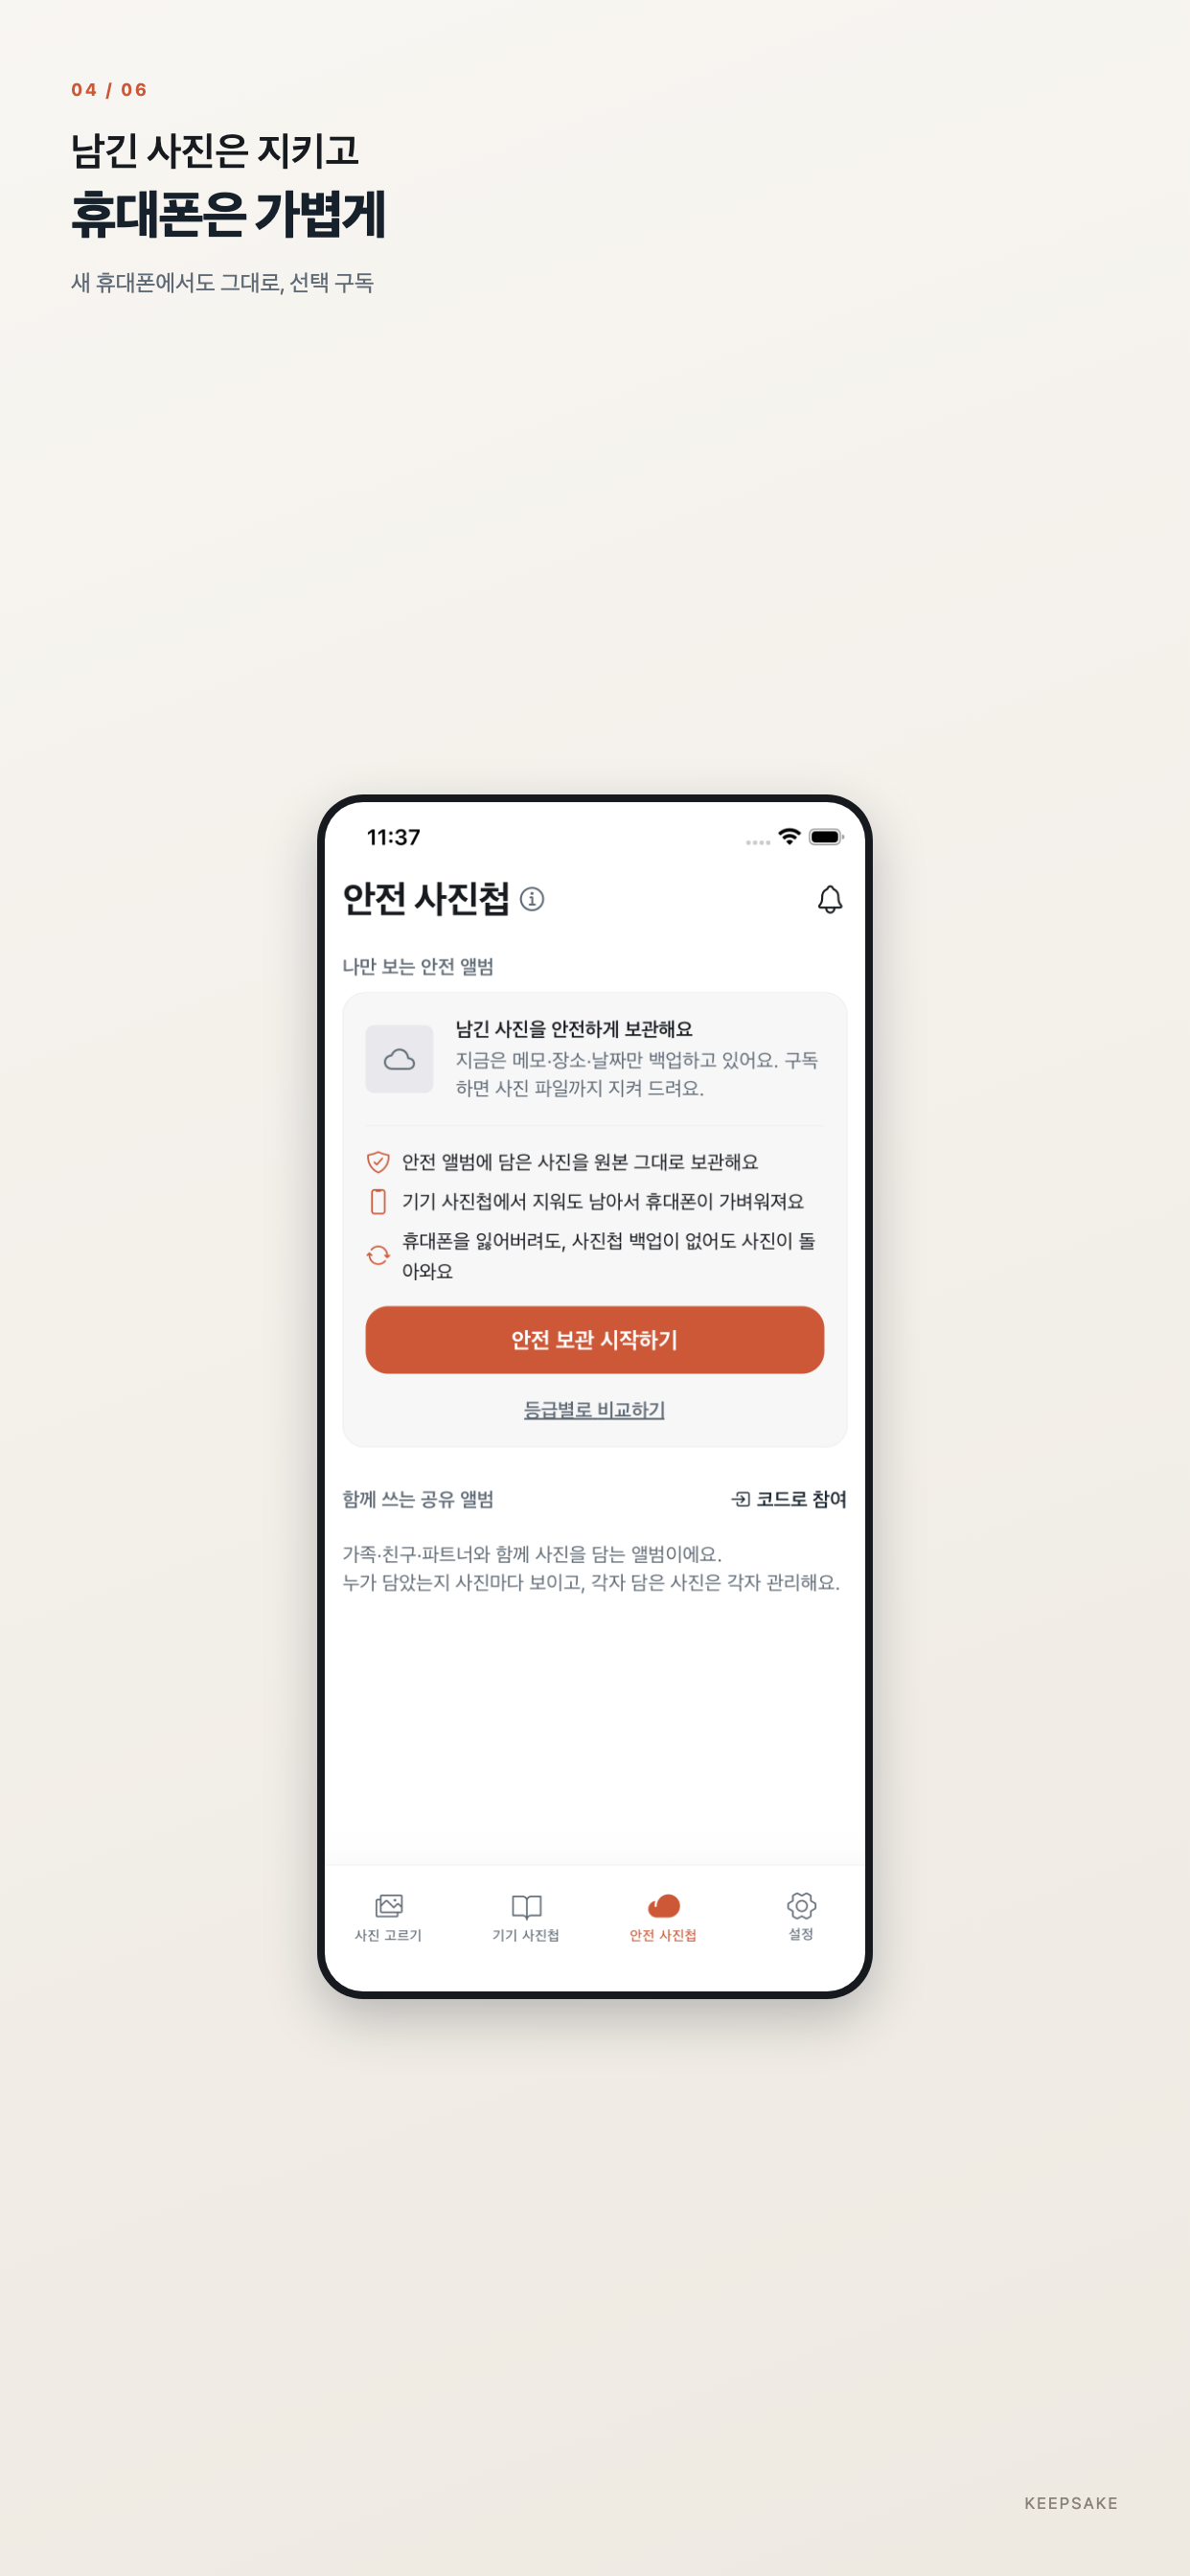 04 / 06
남긴 사진은 지키고
휴대폰은 가볍게
새 휴대폰에서도 그대로, 선택 구독
11:37
안전 사진첩
나만 보는 안전 앨범
남긴 사진을 안전하게 보관해요
지금은 메모·장소·날짜만 백업하고 있어요. 구독
하면 사진 파일까지 지켜 드려요.
안전 앨범에 담은 사진을 원본 그대로 보관해요
기기 사진첩에서 지워도 남아서 휴대폰이 가벼워져요
휴대폰을 잃어버려도, 사진첩 백업이 없어도 사진이 돌
아와요
안전 보관 시작하기
등급별로 비교하기
함께 쓰는 공유 앨범
코드로 참여
가족·친구·파트너와 함께 사진을 담는 앨범이에요.
누가 담았는지 사진마다 보이고, 각자 담은 사진은 각자 관리해요.
사진 고르기
기기 사진첩
안전 사진첩
설정
KEEPSAKE